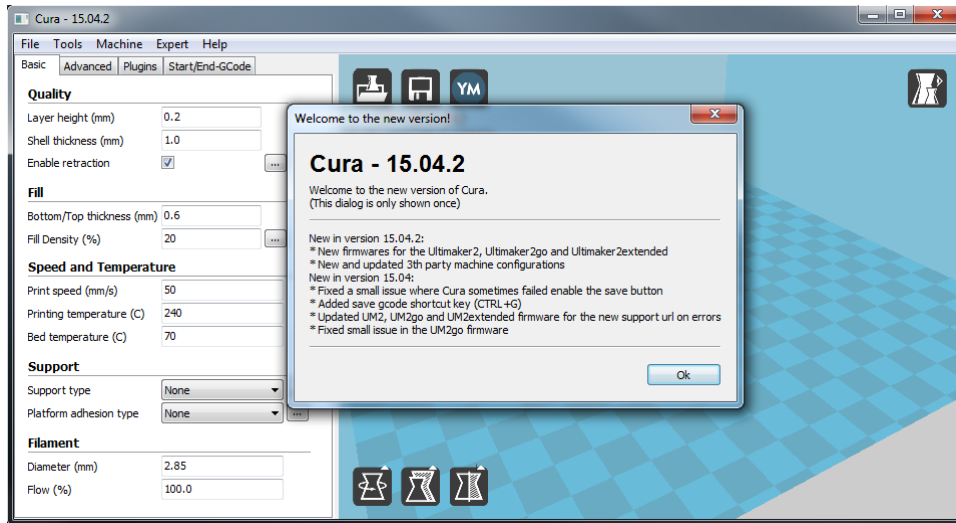 Cura - 15.04.2
File Tools Machine Expert Help
Basic Advanced Plugins Start/End-GCode
Quality
Layer height (mm) 0.2
Shell thickness (mm) 1.0
Enable retraction ...
Fill
Bottom/Top thickness (mm) 0.6
Fill Density (%) 20 ...
Speed and Temperature
Print speed (mm/s) 50
Printing temperature (C) 240
Bed temperature (C) 70
Support
Support type None
Platform adhesion type None ...
Filament
Diameter (mm) 2.85
Flow (%) 100.0
YM
Welcome to the new version!
Cura - 15.04.2
Welcome to the new version of Cura.
(This dialog is only shown once)
New in version 15.04.2:
* New firmwares for the Ultimaker2, Ultimaker2go and Ultimaker2extended
* New and updated 3th party machine configurations
New in version 15.04:
* Fixed a small issue where Cura sometimes failed enable the save button
* Added save gcode shortcut key (CTRL+G)
* Updated UM2, UM2go and UM2extended firmware for the new support url on errors
* Fixed small issue in the UM2go firmware
Ok